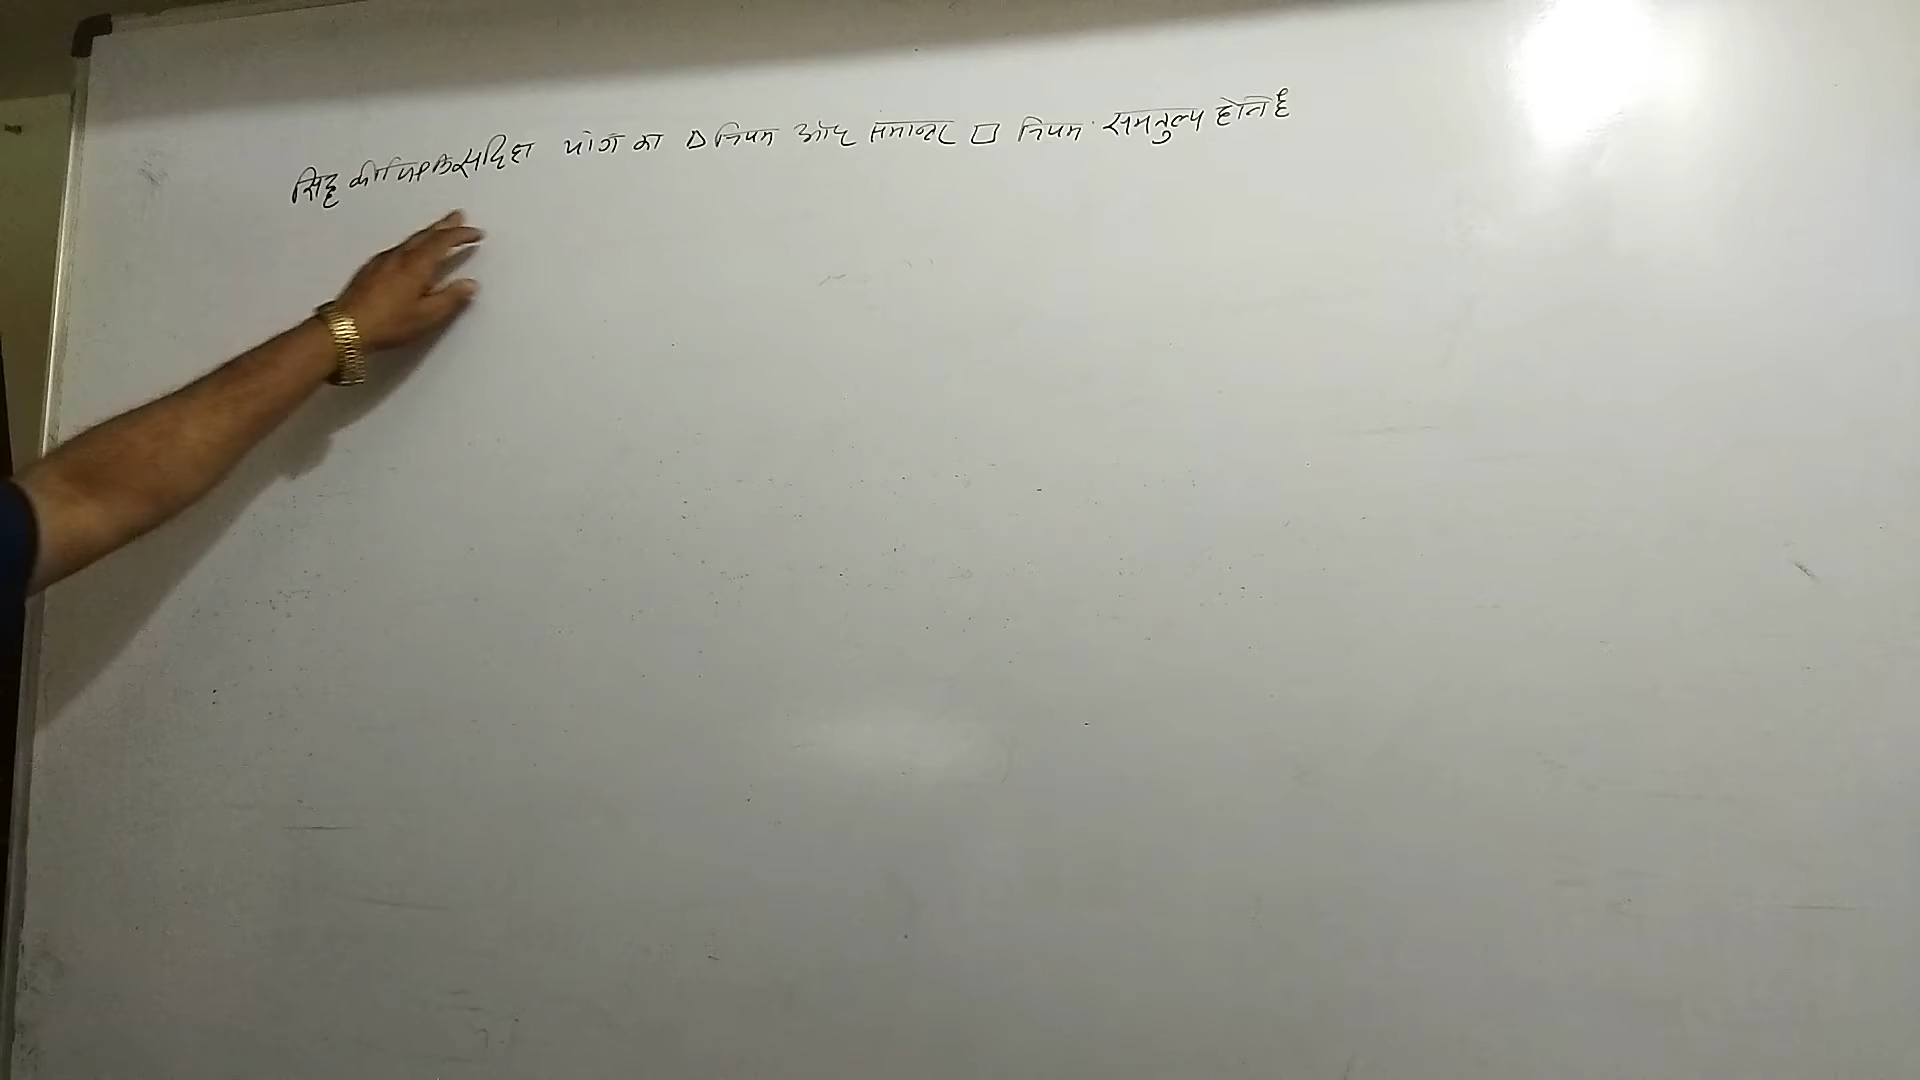 सिद्ध कीजिए कि सदिश योग का Δ नियम और समान्तर □ नियम समतुल्य होते है